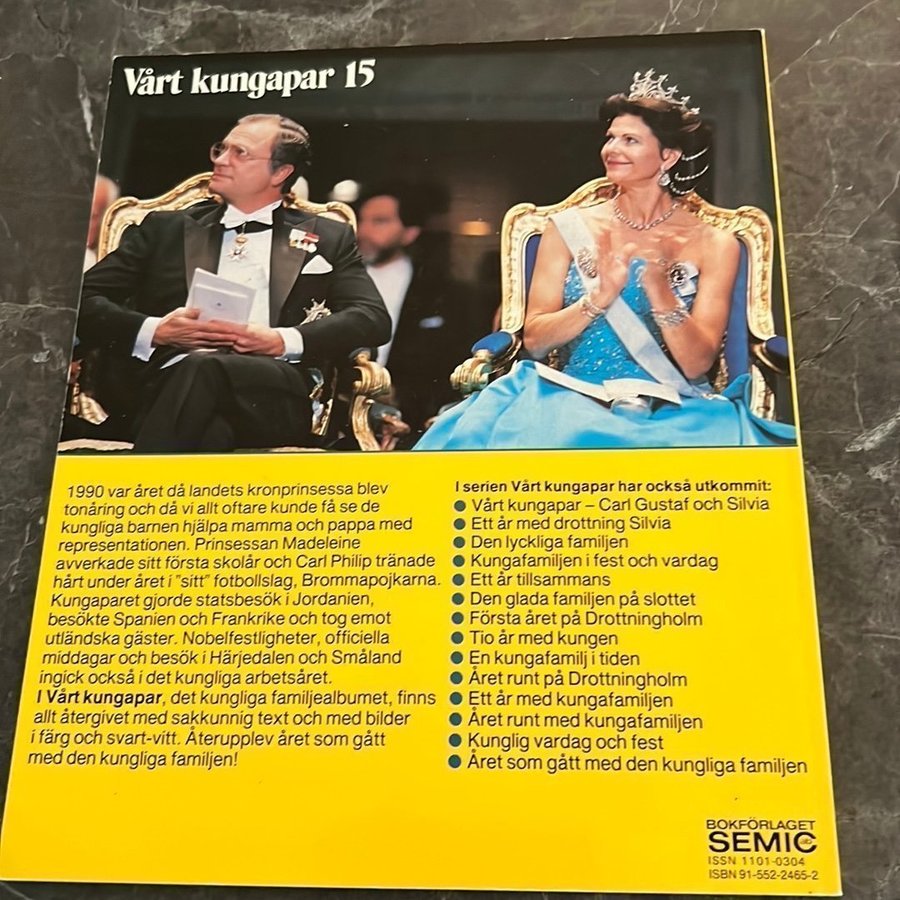 Vårt kungapar 15
1990 var året då landets kronprinsessa blev
tonåring och då vi allt oftare kunde få se de
kungliga barnen hjälpa mamma och pappa med
representationen. Prinsessan Madeleine
avverkade sitt första skolår och Carl Philip tränade
hårt under året i "sitt" fotbollslag, Brommapojkarna.
Kungaparet gjorde statsbesök i Jordanien,
besökte Spanien och Frankrike och tog emot
utländska gäster. Nobelfestligheter, officiella
middagar och besök i Härjedalen och Småland
ingick också i det kungliga arbetsåret.
I Vårt kungapar, det kungliga familjealbumet, finns
allt återgivet med sakkunnig text och med bilder
i färg och svart-vitt. Återupplev året som gått
med den kungliga familjen!
I serien Vårt kungapar har också utkommit:
● Vårt kungapar – Carl Gustaf och Silvia
● Ett år med drottning Silvia
● Den lyckliga familjen
● Kungafamiljen i fest och vardag
● Ett år tillsammans
● Den glada familjen på slottet
● Första året på Drottningholm
● Tio år med kungen
● En kungafamilj i tiden
● Året runt på Drottningholm
● Ett år med kungafamiljen
● Året runt med kungafamiljen
● Kunglig vardag och fest
● Året som gått med den kungliga familjen
BOKFÖRLAGET
SEMIC ab
ISSN 1101-0304
ISBN 91-552-2465-2